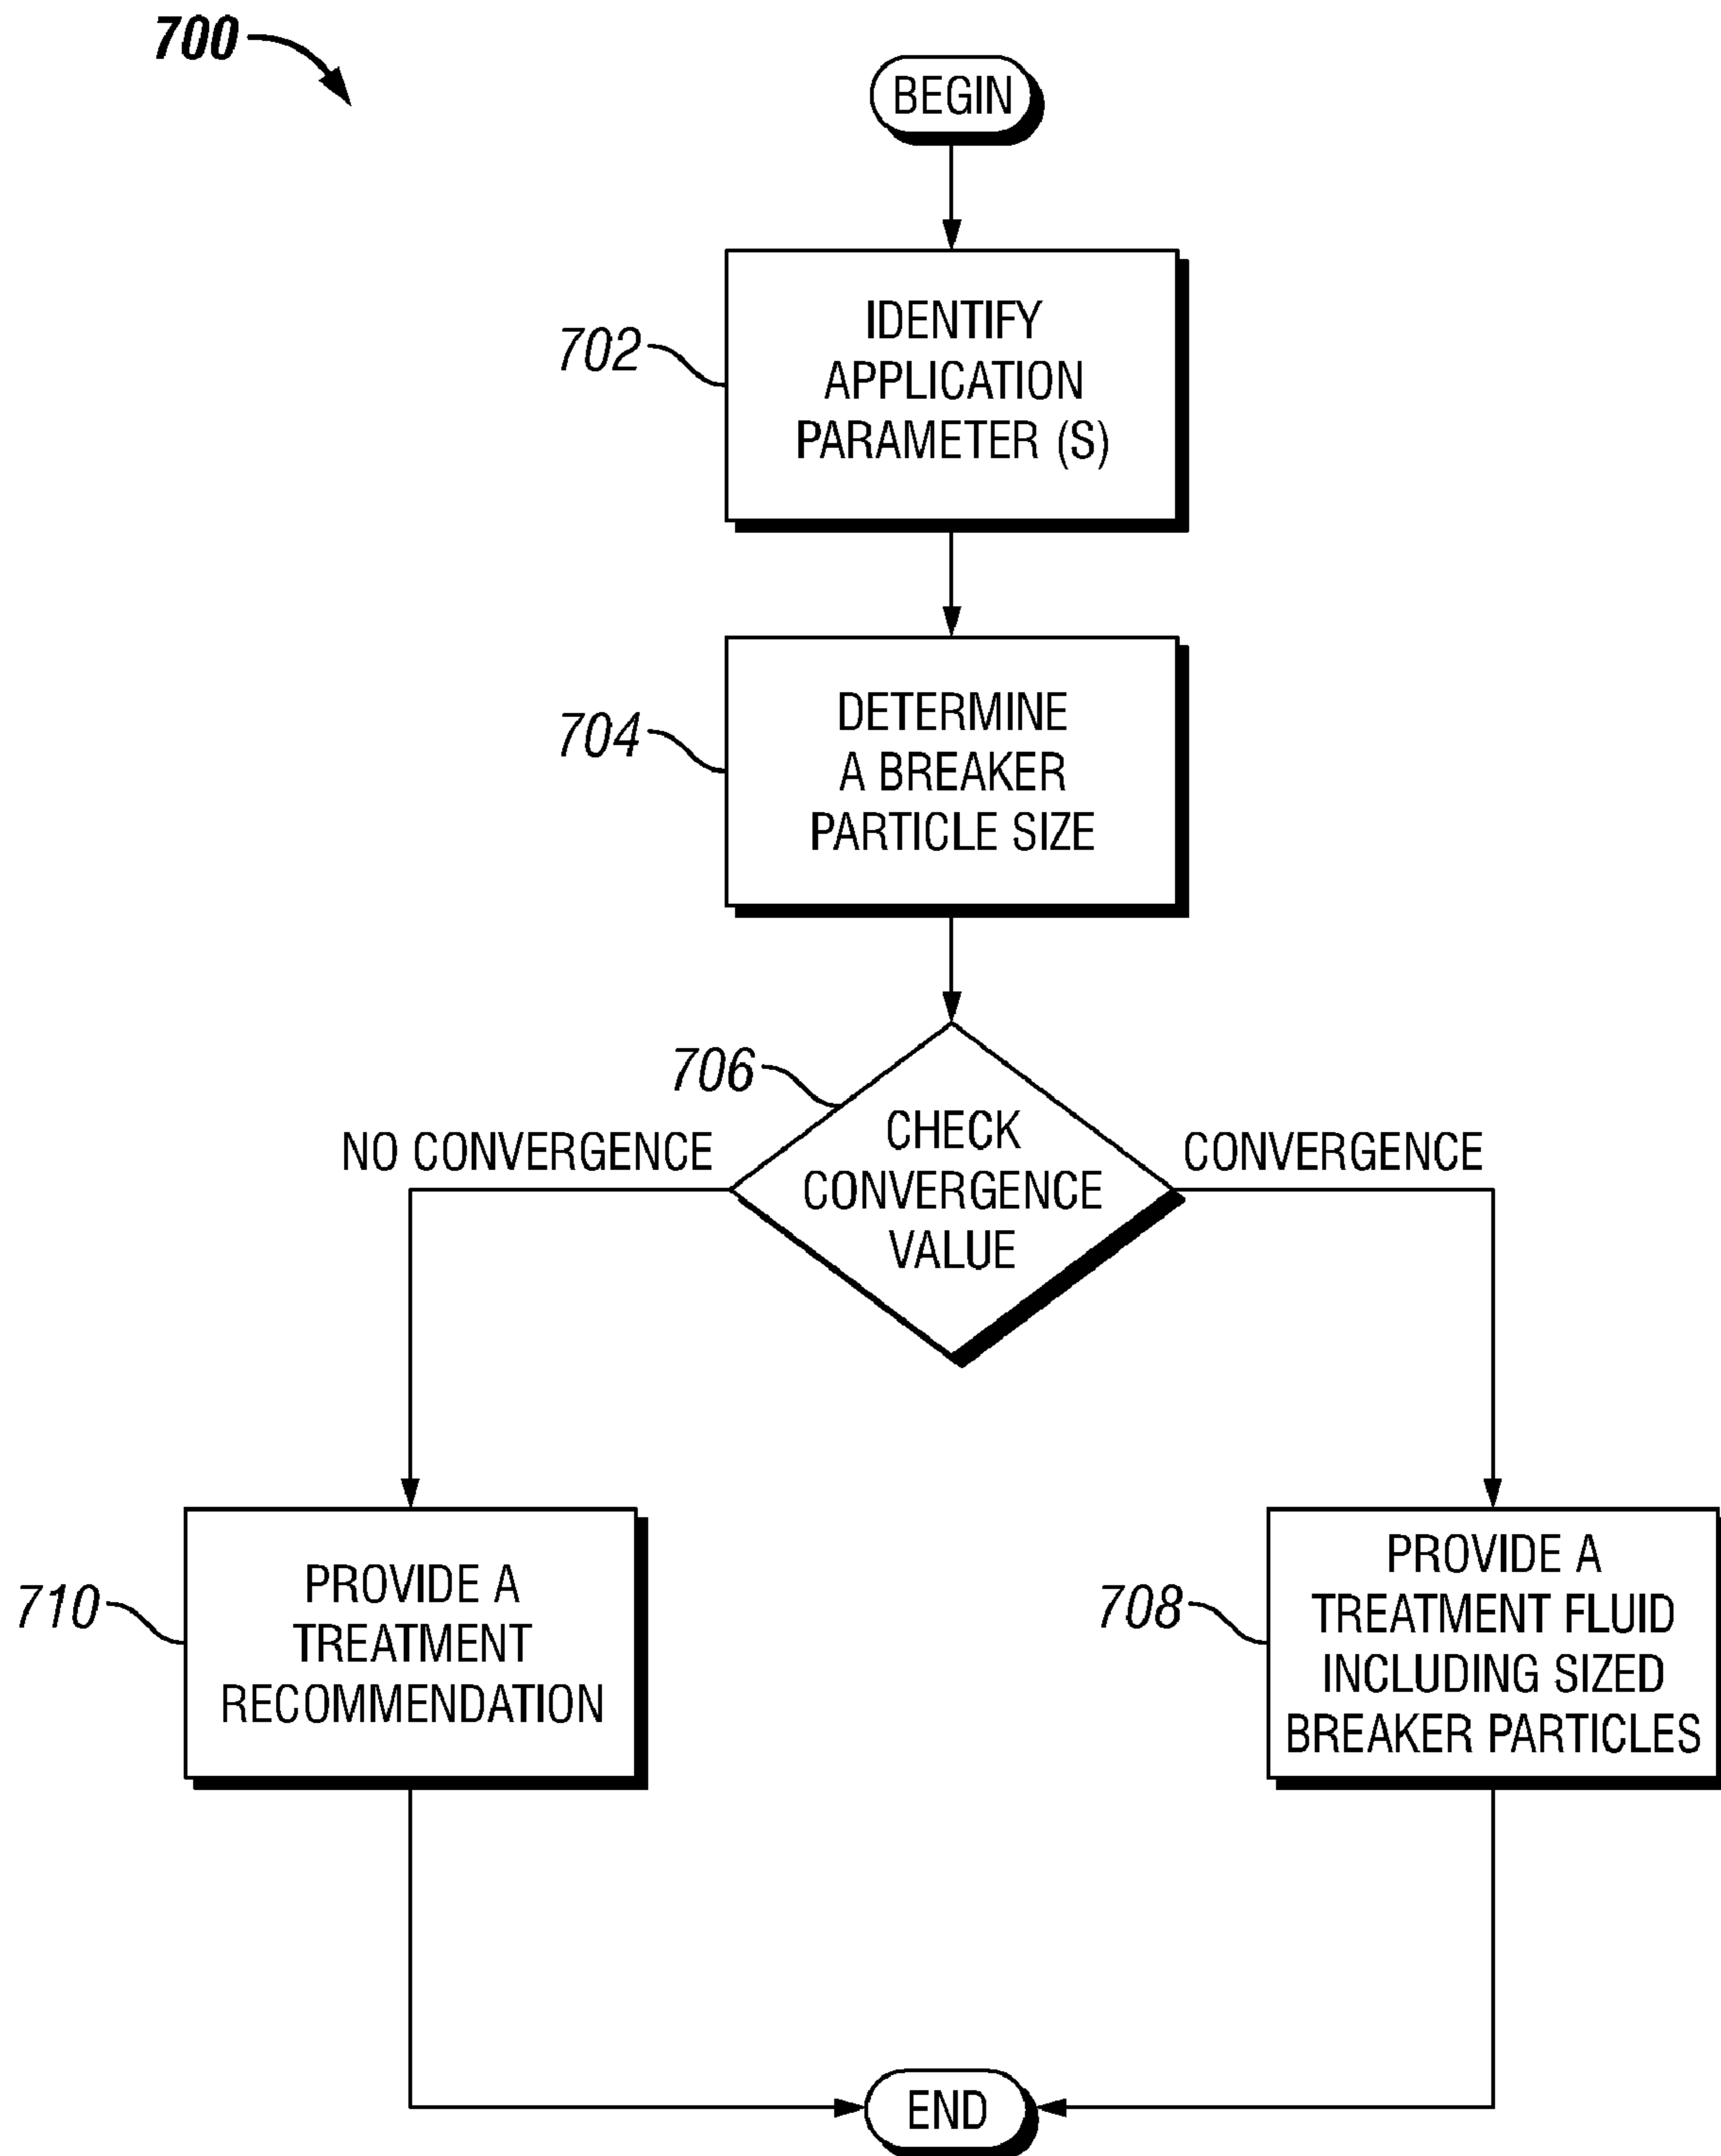 700
BEGIN
702
IDENTIFY
APPLICATION
PARAMETER (S)
704
DETERMINE
A BREAKER
PARTICLE SIZE
706
CHECK
CONVERGENCE
VALUE
NO CONVERGENCE
CONVERGENCE
710
PROVIDE A
TREATMENT
RECOMMENDATION
708
PROVIDE A
TREATMENT FLUID
INCLUDING SIZED
BREAKER PARTICLES
END